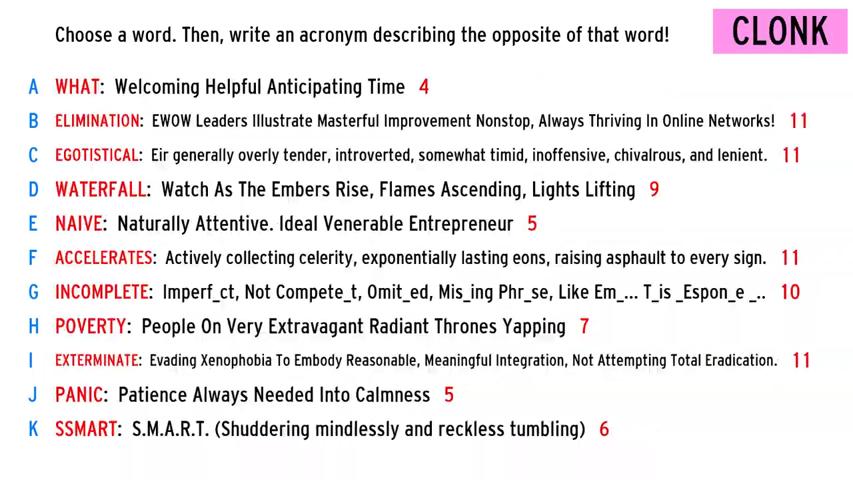 Choose a word. Then, write an acronym describing the opposite of that word!
CLONK
A WHAT: Welcoming Helpful Anticipating Time 4
B ELIMINATION: EWOW Leaders Illustrate Masterful Improvement Nonstop, Always Thriving In Online Networks! 11
C EGOTISTICAL: Eir generally overly tender, introverted, somewhat timid, inoffensive, chivalrous, and lenient. 11
D WATERFALL: Watch As The Embers Rise, Flames Ascending, Lights Lifting 9
E NAIVE: Naturally Attentive. Ideal Venerable Entrepreneur 5
F ACCELERATES: Actively collecting celerity, exponentially lasting eons, raising asphault to every sign. 11
G INCOMPLETE: Imperf_ct, Not Compete_t, Omit_ed, Mis_ing Phr_se, Like Em_... T_is _Espon_e _.. 10
H POVERTY: People On Very Extravagant Radiant Thrones Yapping 7
I EXTERMINATE: Evading Xenophobia To Embody Reasonable, Meaningful Integration, Not Attempting Total Eradication. 11
J PANIC: Patience Always Needed Into Calmness 5
K SSMART: S.M.A.R.T. (Shuddering mindlessly and reckless tumbling) 6